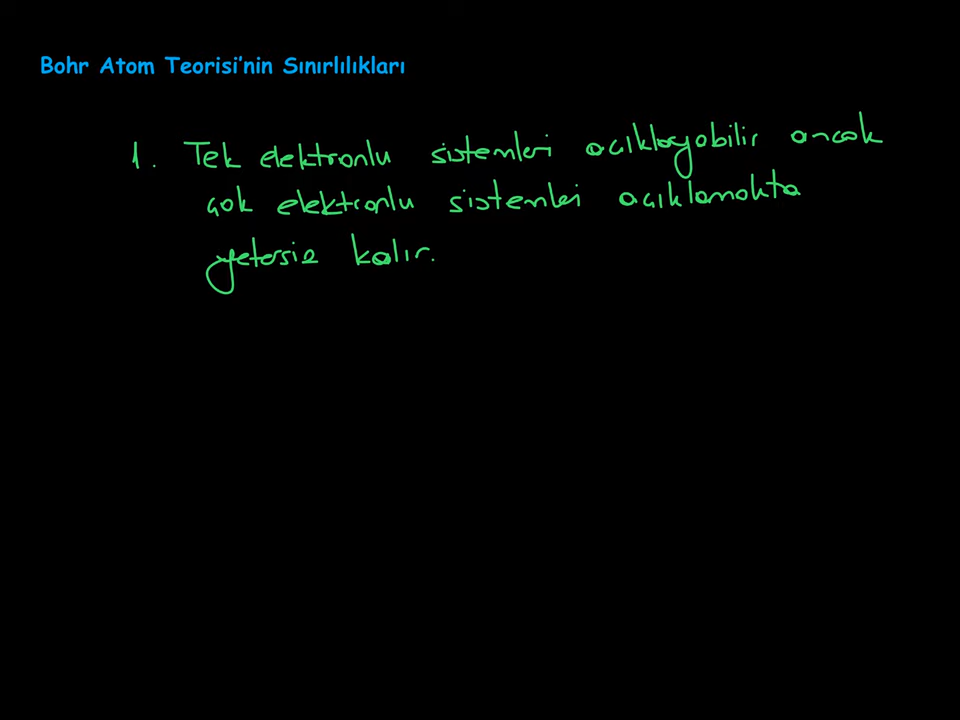 Bohr Atom Teorisi'nin Sınırlılıkları
1. Tek elektronlu sistemleri açıklayabilir ancak
çok elektronlu sistemleri açıklamakta
yetersiz kalır.